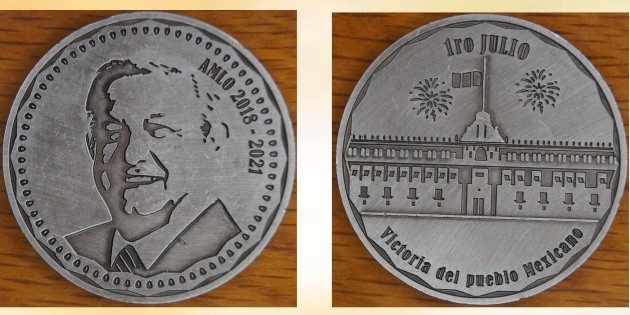 AMLO 2018 - 2021
1ro JULIO
Victoria del pueblo Mexicano